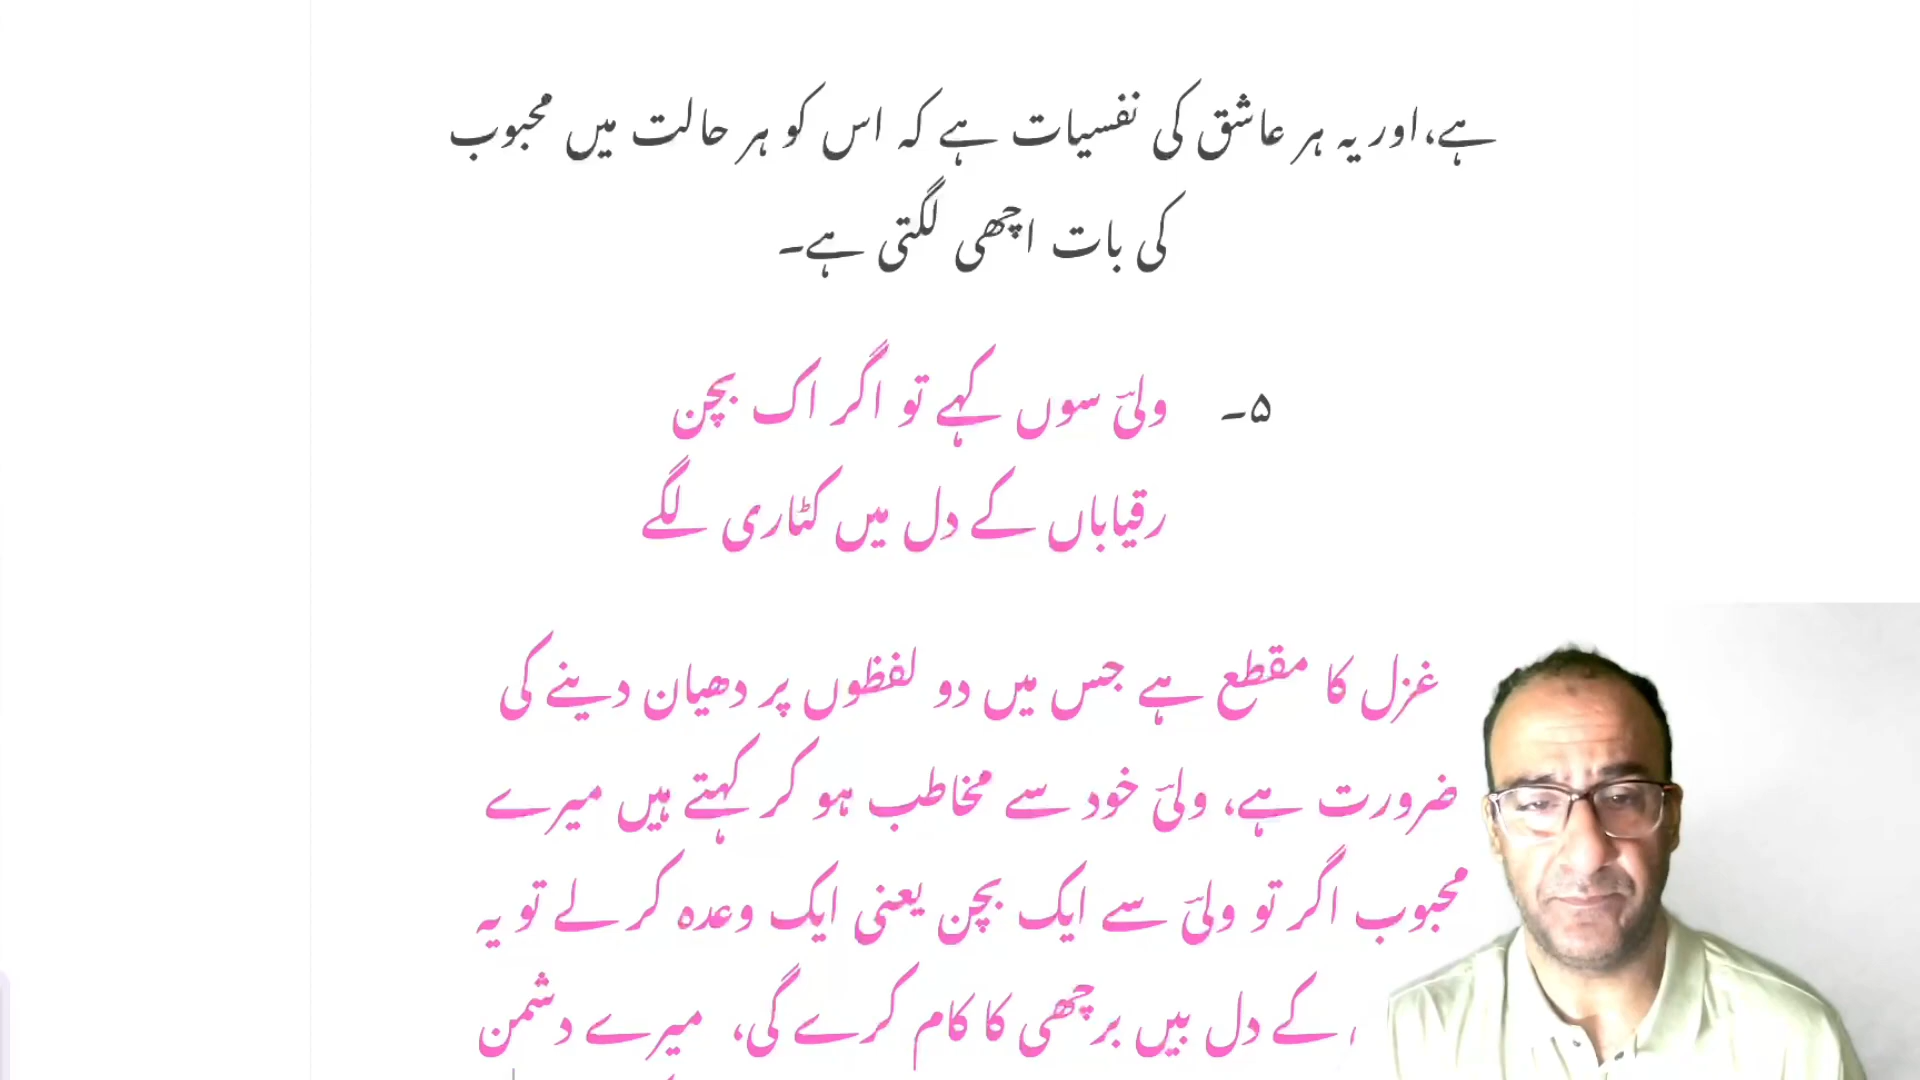 ہے،اور یہ ہر عاشق کی نفسیات ہے کہ اس کو ہر حالت میں محبوب
کی بات اچھی لگتی ہے۔
۵۔ ولیؔ سوں کہے تو اگر اک بچن
رقیاباں کے دل میں کٹاری لگے
غزل کا مقطع ہے جس میں دو لفظوں پر دھیان دینے کی
ضرورت ہے، ولیؔ خود سے مخاطب ہو کر کہتے ہیں میرے
محبوب اگر تو ولیؔ سے ایک بچن یعنی ایک وعدہ کرلے تو یہ
کے دل بیں برچھی کا کام کرے گی، میرے دشمن